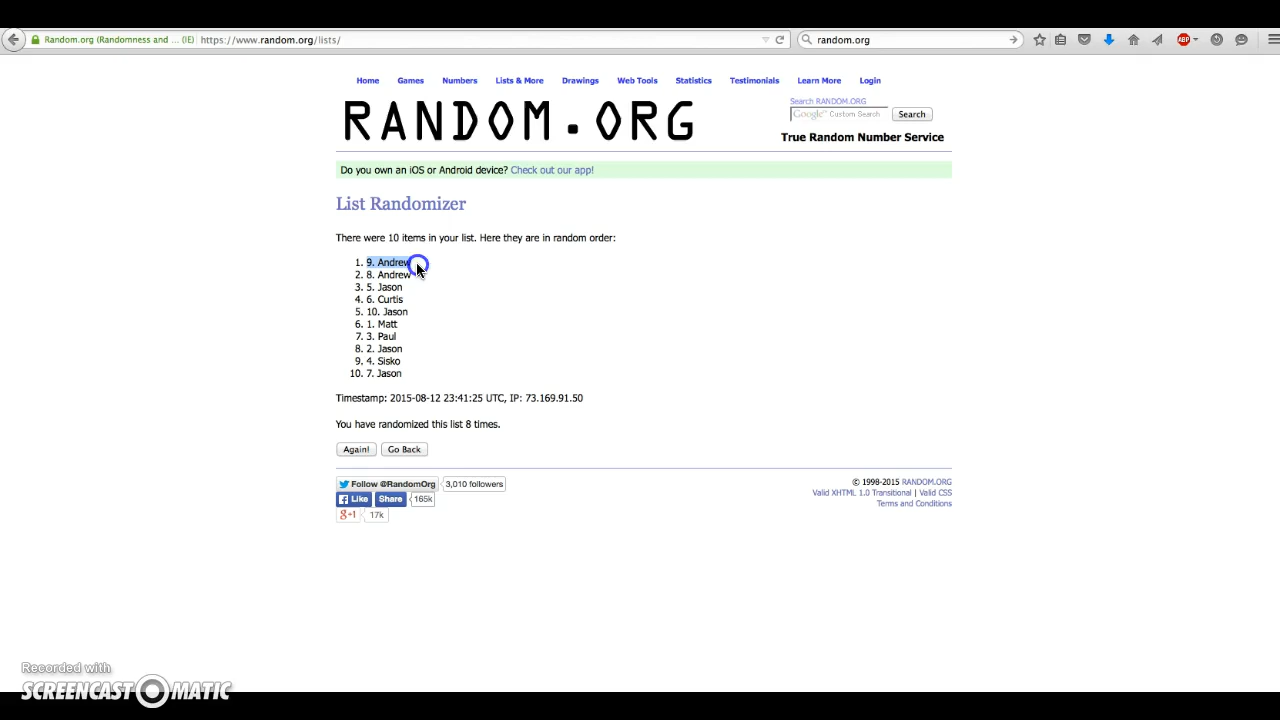 Random.org (Randomness and ... (IE) https://www.random.org/lists/ random.org ABP
Home Games Numbers Lists & More Drawings Web Tools Statistics Testimonials Learn More Login
Search RANDOM.ORG
RANDOM.ORG
Google™ Custom Search Search
True Random Number Service
Do you own an iOS or Android device? Check out our app!
List Randomizer
There were 10 items in your list. Here they are in random order:
1. 9. Andrew
2. 8. Andrew
3. 5. Jason
4. 6. Curtis
5. 10. Jason
6. 1. Matt
7. 3. Paul
8. 2. Jason
9. 4. Sisko
10. 7. Jason
Timestamp: 2015-08-12 23:41:25 UTC, IP: 73.169.91.50
You have randomized this list 8 times.
Again! Go Back
Follow @RandomOrg 3,010 followers
Like Share 165k
g+1 17k
© 1998-2015 RANDOM.ORG
Valid XHTML 1.0 Transitional | Valid CSS
Terms and Conditions
Recorded with
SCREENCAST-O-MATIC